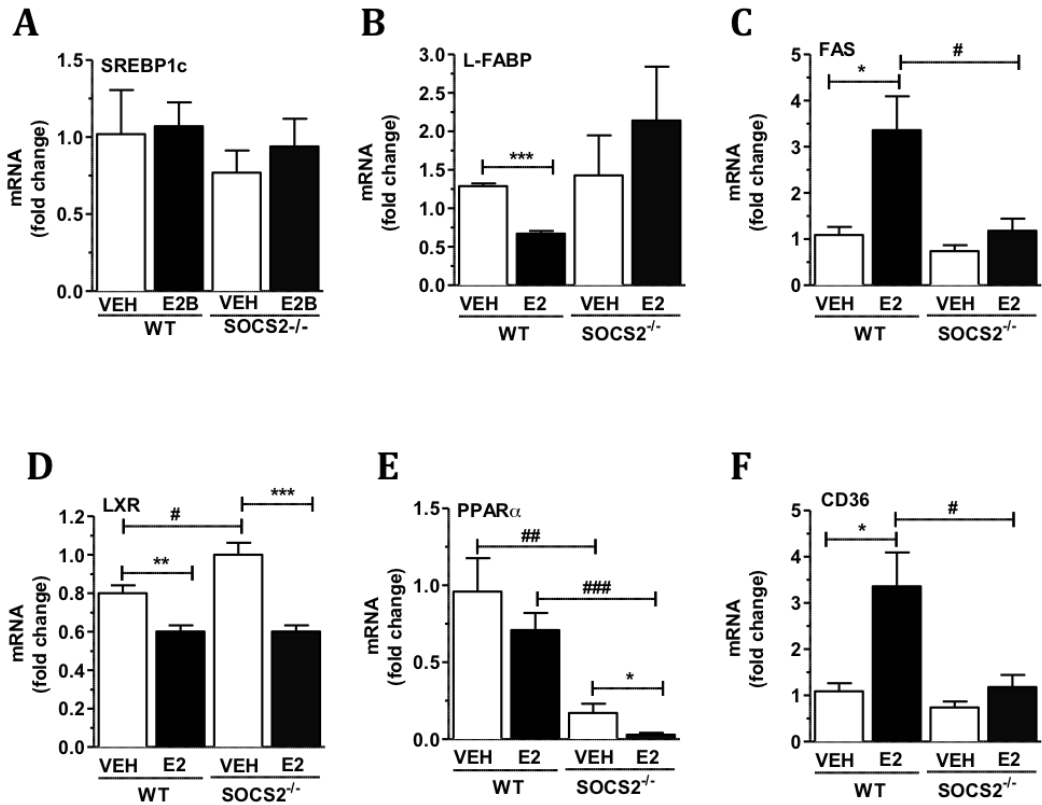 A
SREBP1c
mRNA
(fold change)
1.5
1.0
0.5
0.0
VEH E2B VEH E2B
WT SOCS2-/-
B
L-FABP
mRNA
(fold change)
3.0
2.5
2.0
1.5
1.0
0.5
0.0
***
VEH E2 VEH E2
WT SOCS2-/-
C
FAS
mRNA
(fold change)
5
4
3
2
1
0
* #
VEH E2 VEH E2
WT SOCS2-/-
D
LXR
mRNA
(fold change)
1.2
1.0
0.8
0.6
0.4
0.2
0.0
***
#
**
VEH E2 VEH E2
WT SOCS2-/-
E
PPARα
mRNA
(fold change)
1.5
1.0
0.5
0.0
##
###
*
VEH E2 VEH E2
WT SOCS2-/-
F
CD36
mRNA
(fold change)
5
4
3
2
1
0
* #
VEH E2 VEH E2
WT SOCS2-/-